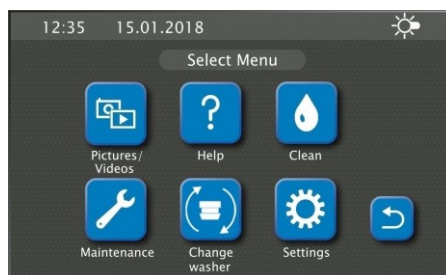 12:35 15.01.2018
Select Menu
Pictures/
Videos
Help
Clean
Maintenance
Change
washer
Settings